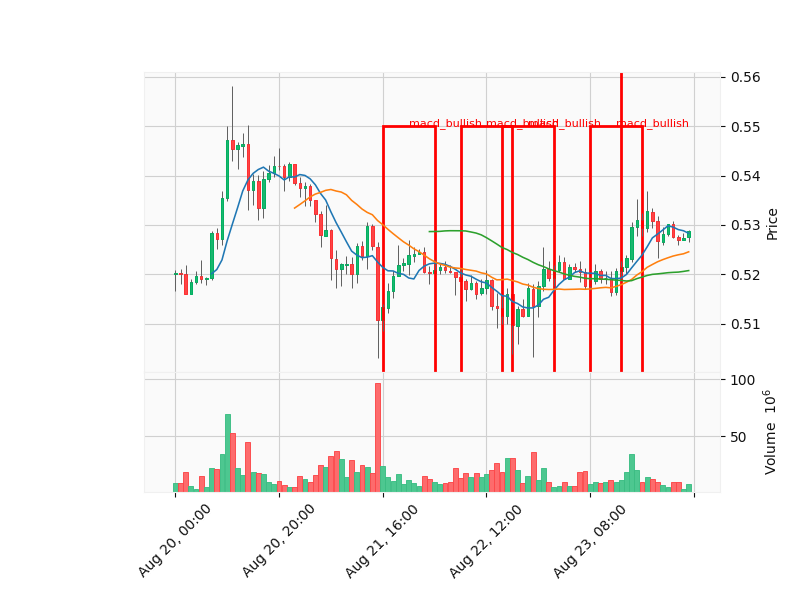 0.56
0.55
0.54
0.53
0.52
0.51
Price
macd_bullish
macd_bullish
macd_bullish
macd_bullish
100
50
Volume 10^6
Aug 20, 00:00
Aug 20, 20:00
Aug 21, 16:00
Aug 22, 12:00
Aug 23, 08:00